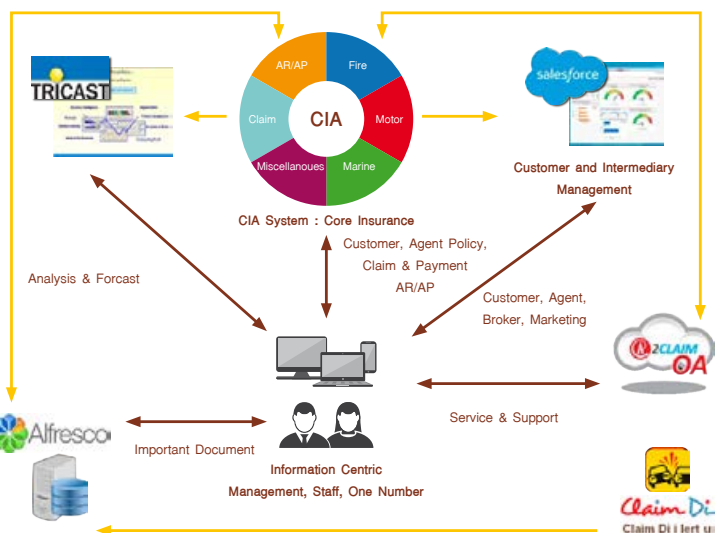 AR/AP
Fire
Claim
CIA
Motor
Miscellanoues
Marine
TRICAST
salesforce
CIA System : Core Insurance
Customer and Intermediary
Management
Customer, Agent Policy,
Claim & Payment
AR/AP
Analysis & Forcast
Customer, Agent,
Broker, Marketing
2CLAIM
OA
Alfresco
Important Document
Service & Support
Information Centric
Management, Staff, One Number
Claim Di
Claim Di